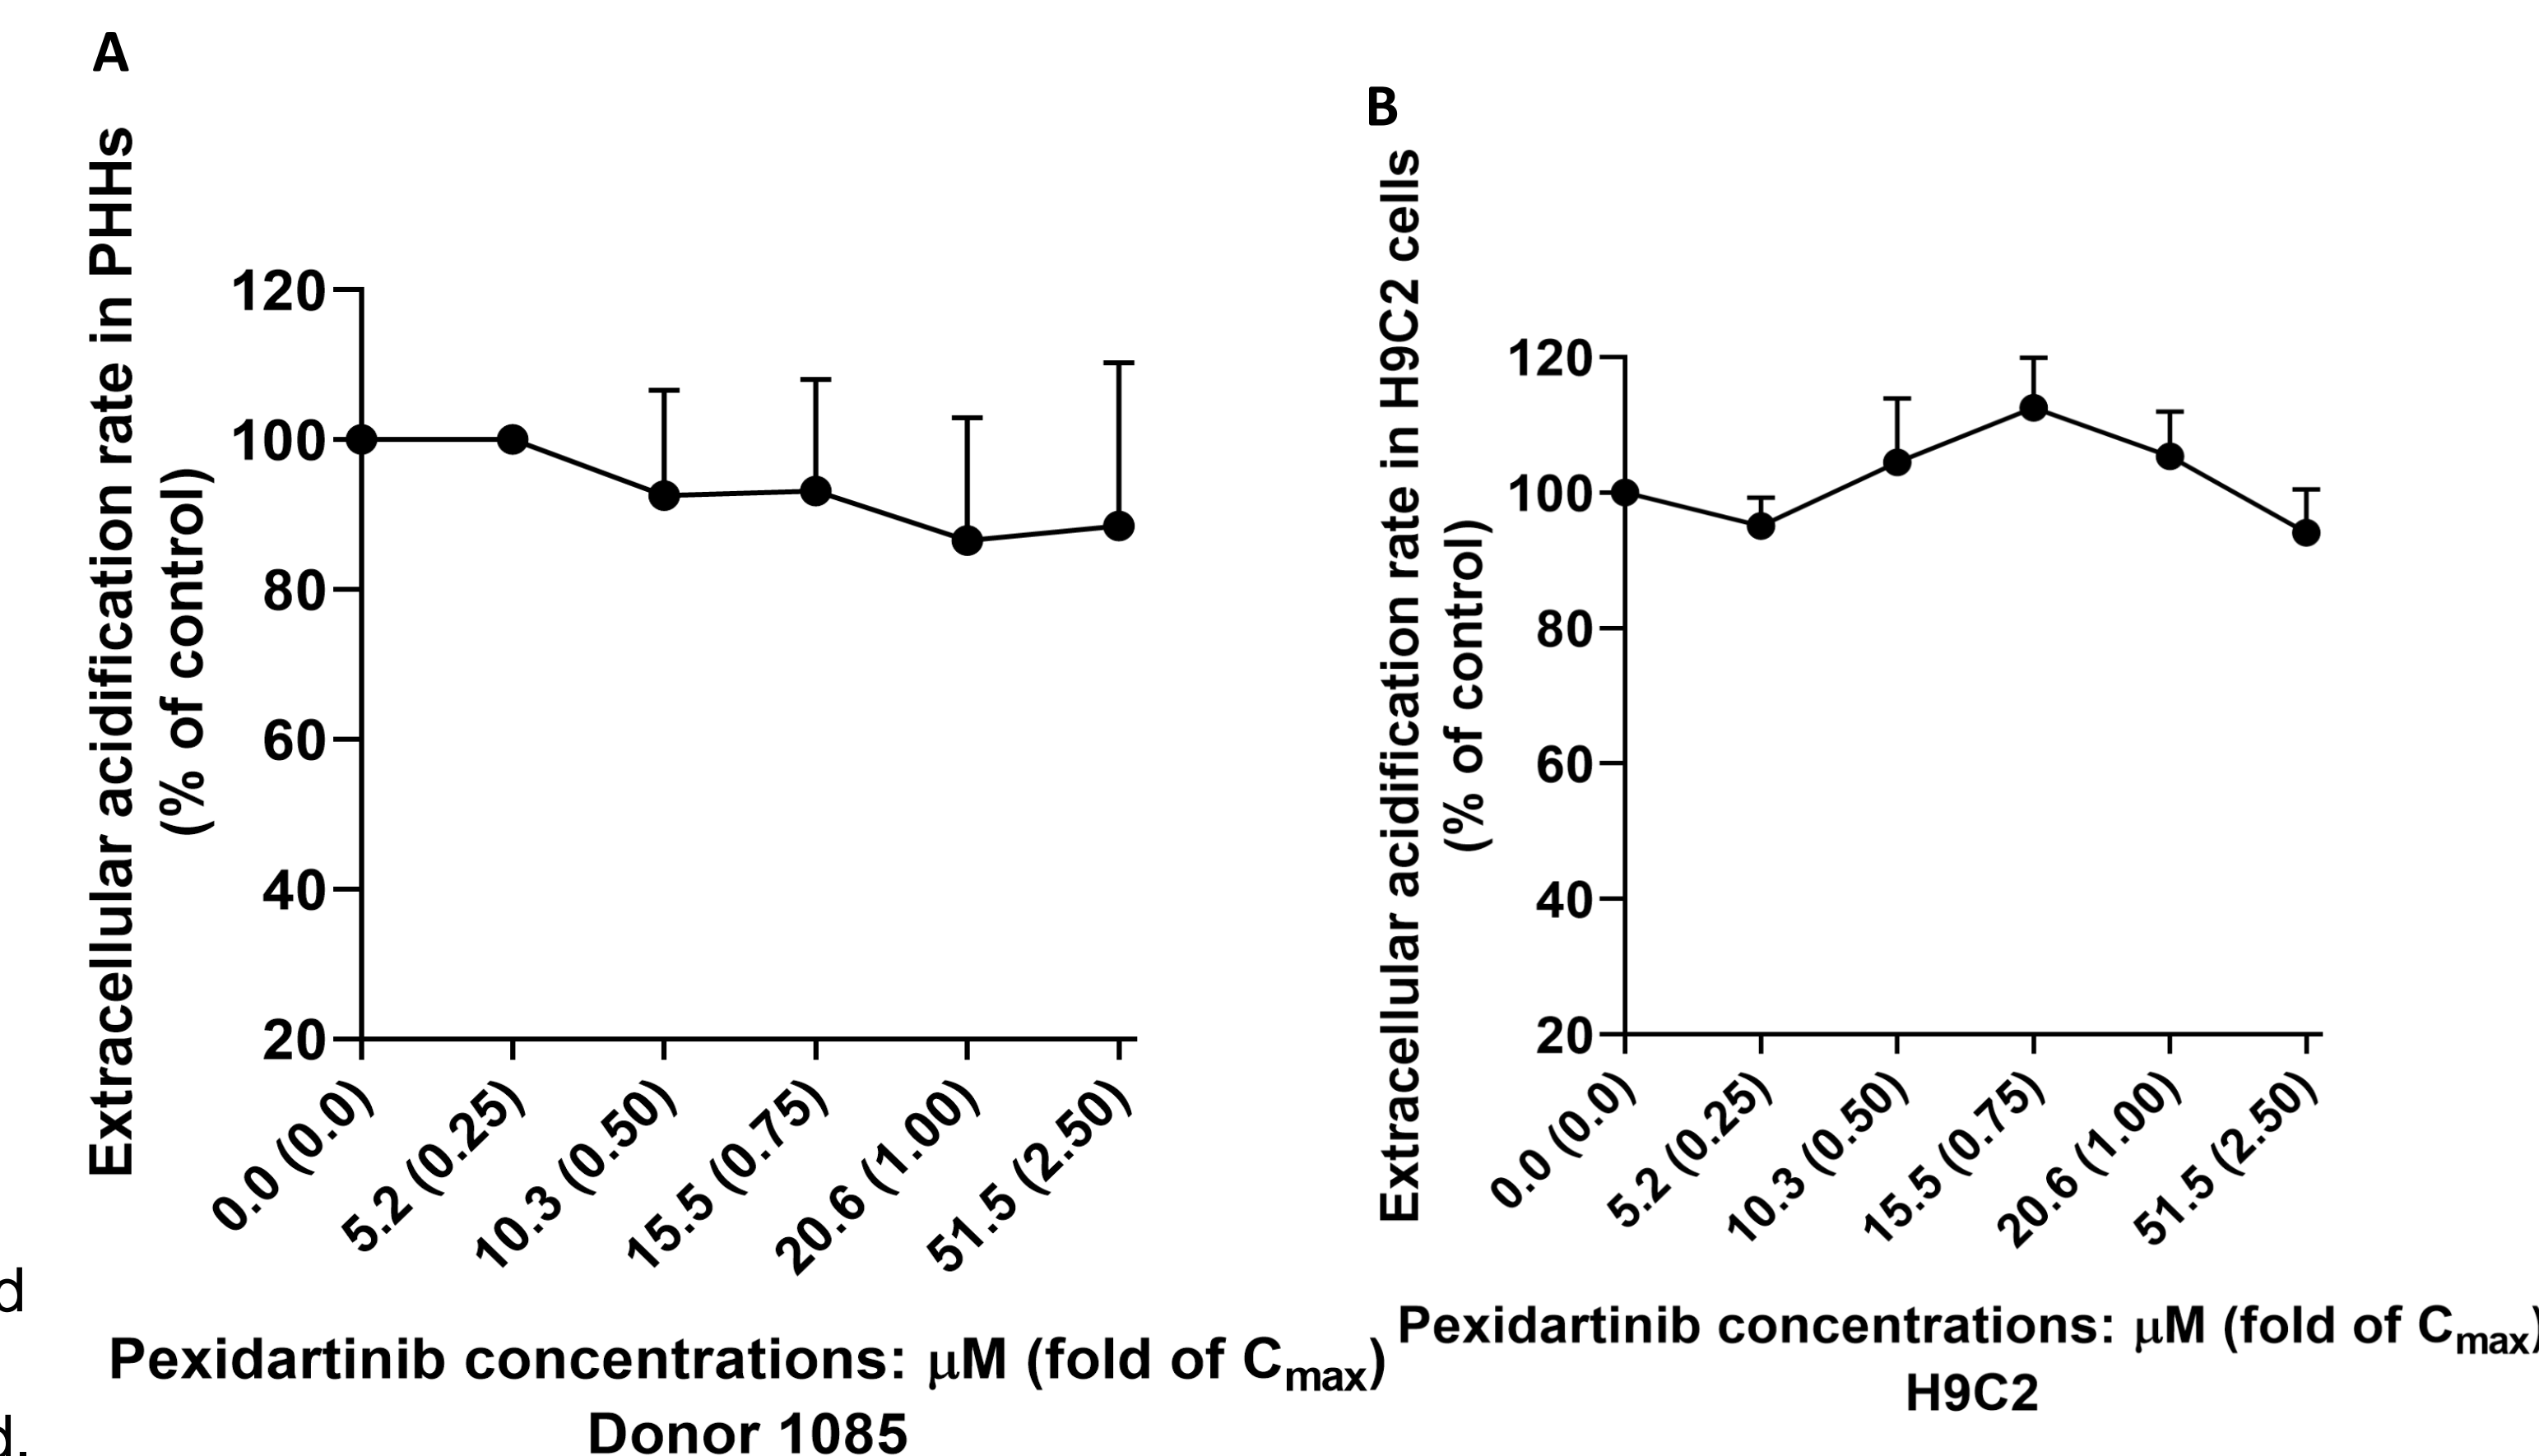 A
Extracellular acidification rate in PHHs
(% of control)
120
100
80
60
40
20
0.0 (0.0)
5.2 (0.25)
10.3 (0.50)
15.5 (0.75)
20.6 (1.00)
51.5 (2.50)
Pexidartinib concentrations: μM (fold of Cmax)
Donor 1085
B
Extracellular acidification rate in H9C2 cells
(% of control)
120
100
80
60
40
20
0.0 (0.0)
5.2 (0.25)
10.3 (0.50)
15.5 (0.75)
20.6 (1.00)
51.5 (2.50)
Pexidartinib concentrations: μM (fold of Cmax)
H9C2
d
d.